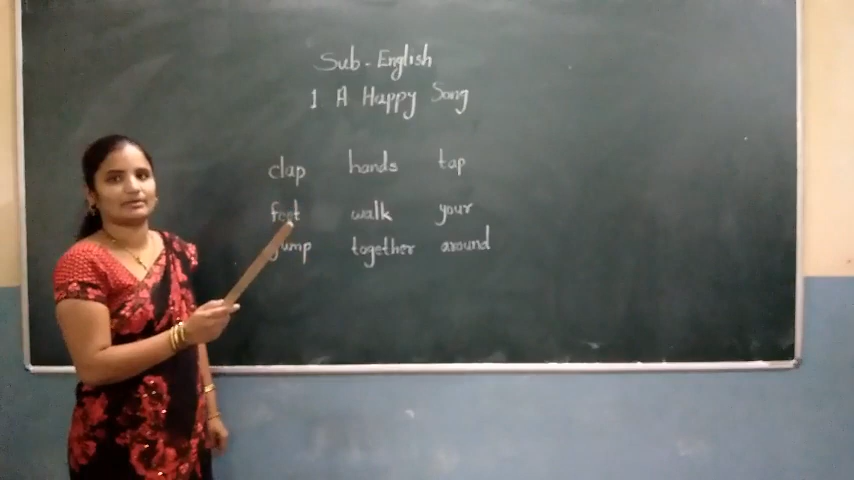 Sub - English
1 A Happy Song
clap hands tap
feet walk your
jump together around